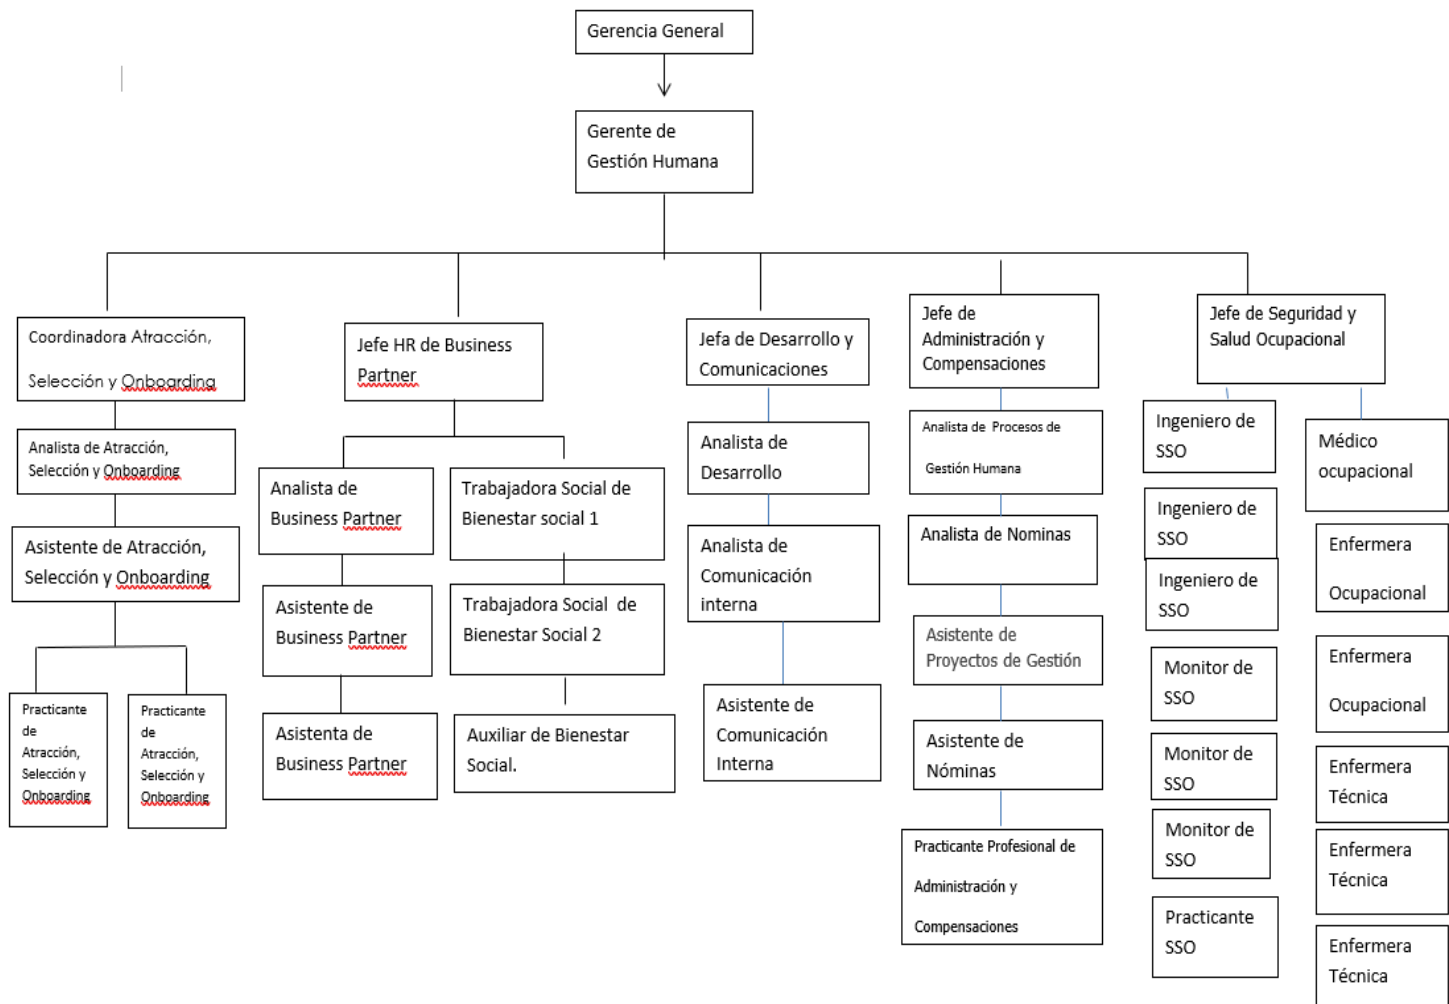 Gerencia General
Gerente de
Gestión Humana
Coordinadora Atracción,
Selección y Onboarding
Analista de Atracción,
Selección y Onboarding
Asistente de Atracción,
Selección y Onboarding
Practicante
de
Atracción,
Selección y
Onboarding
Practicante
de
Atracción,
Selección y
Onboarding
Jefe HR de Business
Partner
Analista de
Business Partner
Asistente de
Business Partner
Asistenta de
Business Partner
Trabajadora Social de
Bienestar social 1
Trabajadora Social de
Bienestar Social 2
Auxiliar de Bienestar
Social.
Jefa de Desarrollo y
Comunicaciones
Analista de
Desarrollo
Analista de
Comunicación
interna
Asistente de
Comunicación
Interna
Jefe de
Administración y
Compensaciones
Analista de Procesos de
Gestión Humana
Analista de Nominas
Asistente de
Proyectos de Gestión
Asistente de
Nóminas
Practicante Profesional de
Administración y
Compensaciones
Jefe de Seguridad y
Salud Ocupacional
Ingeniero de
SSO
Ingeniero de
SSO
Ingeniero de
SSO
Monitor de
SSO
Monitor de
SSO
Monitor de
SSO
Practicante
SSO
Médico
ocupacional
Enfermera
Ocupacional
Enfermera
Ocupacional
Enfermera
Técnica
Enfermera
Técnica
Enfermera
Técnica